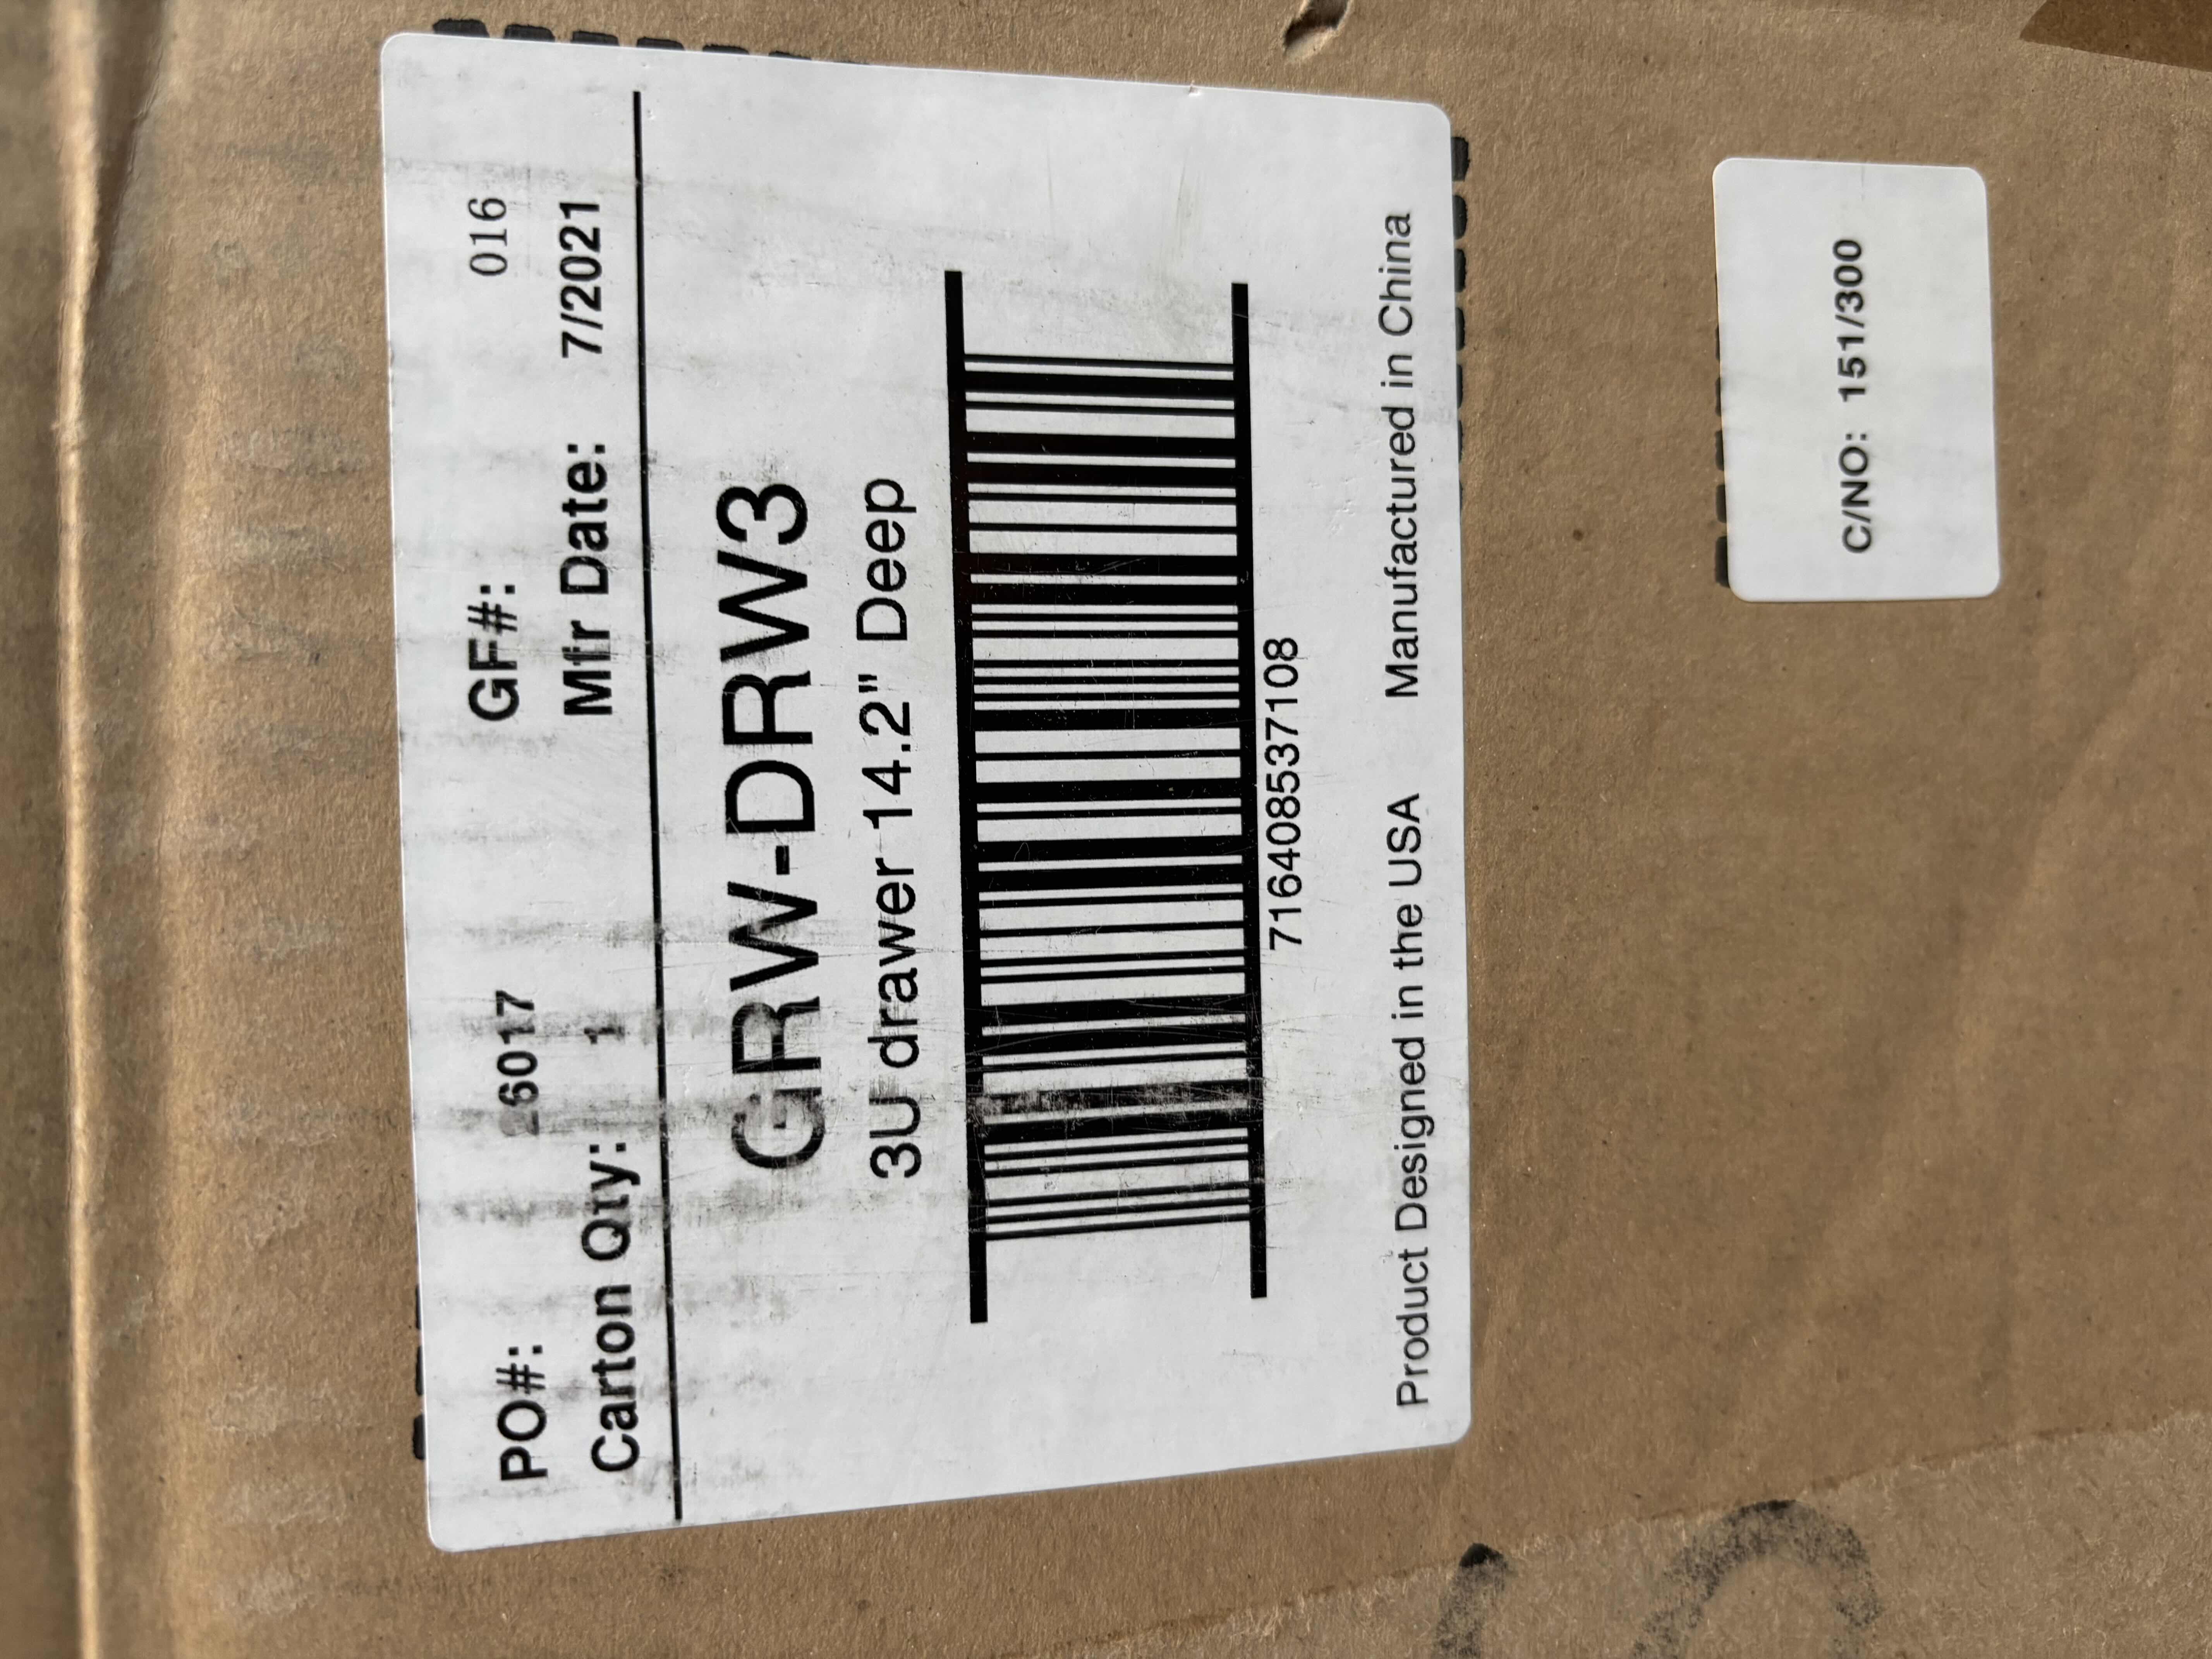 PO#: 26017 GF#: 016
Carton Qty: 1 Mfr Date: 7/2021
GRW-DRW3
3U drawer 14.2" Deep
716408537108
Product Designed in the USA Manufactured in China
C/NO: 151/300